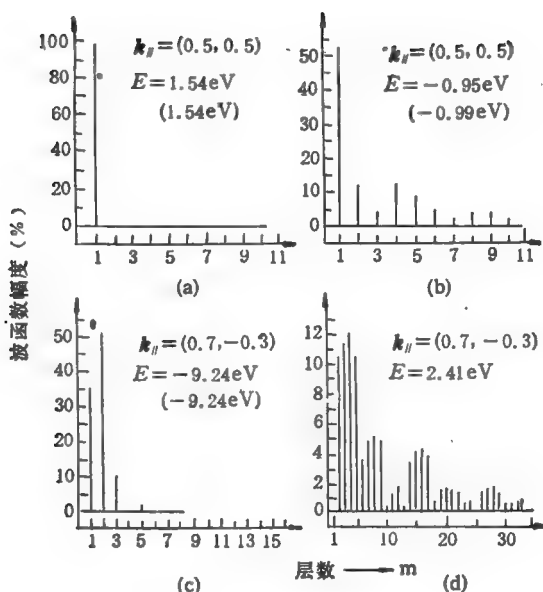 100
80
60
40
20
0
k∥=(0.5,0.5)
E=1.54eV
(1.54eV)
1 3 5 7 9 11
(a)
50
40
30
20
10
0
k∥=(0.5,0.5)
E=-0.95eV
(-0.99eV)
1 3 5 7 9 11
(b)
波函数幅度(%)
50
40
30
20
10
0
k∥=(0.7,-0.3)
E=-9.24eV
(-9.24eV)
1 3 5 7 9 11 13 15
(c)
12
10
8
6
4
2
0
k∥=(0.7,-0.3)
E=2.41eV
1 10 20 30
(d)
层数 → m